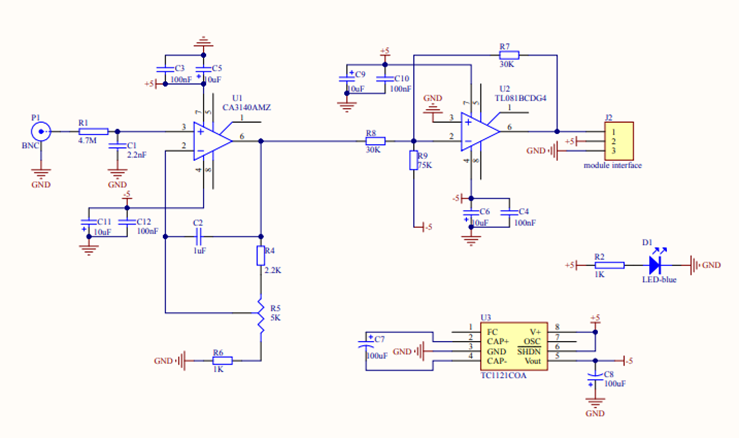 +5
C3
100nF
C5
10uF
+5
U1
CA3140AMZ
7
5
1
P1
BNC
GND
R1
4.7M
C1
2.2nF
GND
3
2
6
4
8
-5
C11
10uF
C12
100nF
C2
1uF
R4
2.2K
R5
5K
GND
R6
1K
+5
C9
10uF
C10
100nF
R7
30K
U2
TL081BCDG4
GND
7
5
1
3
2
6
4
8
R8
30K
R9
75K
-5
-5
C6
10uF
C4
100nF
J2
1
2
3
+5
GND
module interface
D1
+5
R2
1K
LED-blue
GND
U3
C7
100uF
GND
1
2
3
4
FC
CAP+
GND
CAP-
V+
OSC
SHDN
Vout
8
7
6
5
TC1121COA
+5
-5
C8
100uF
GND